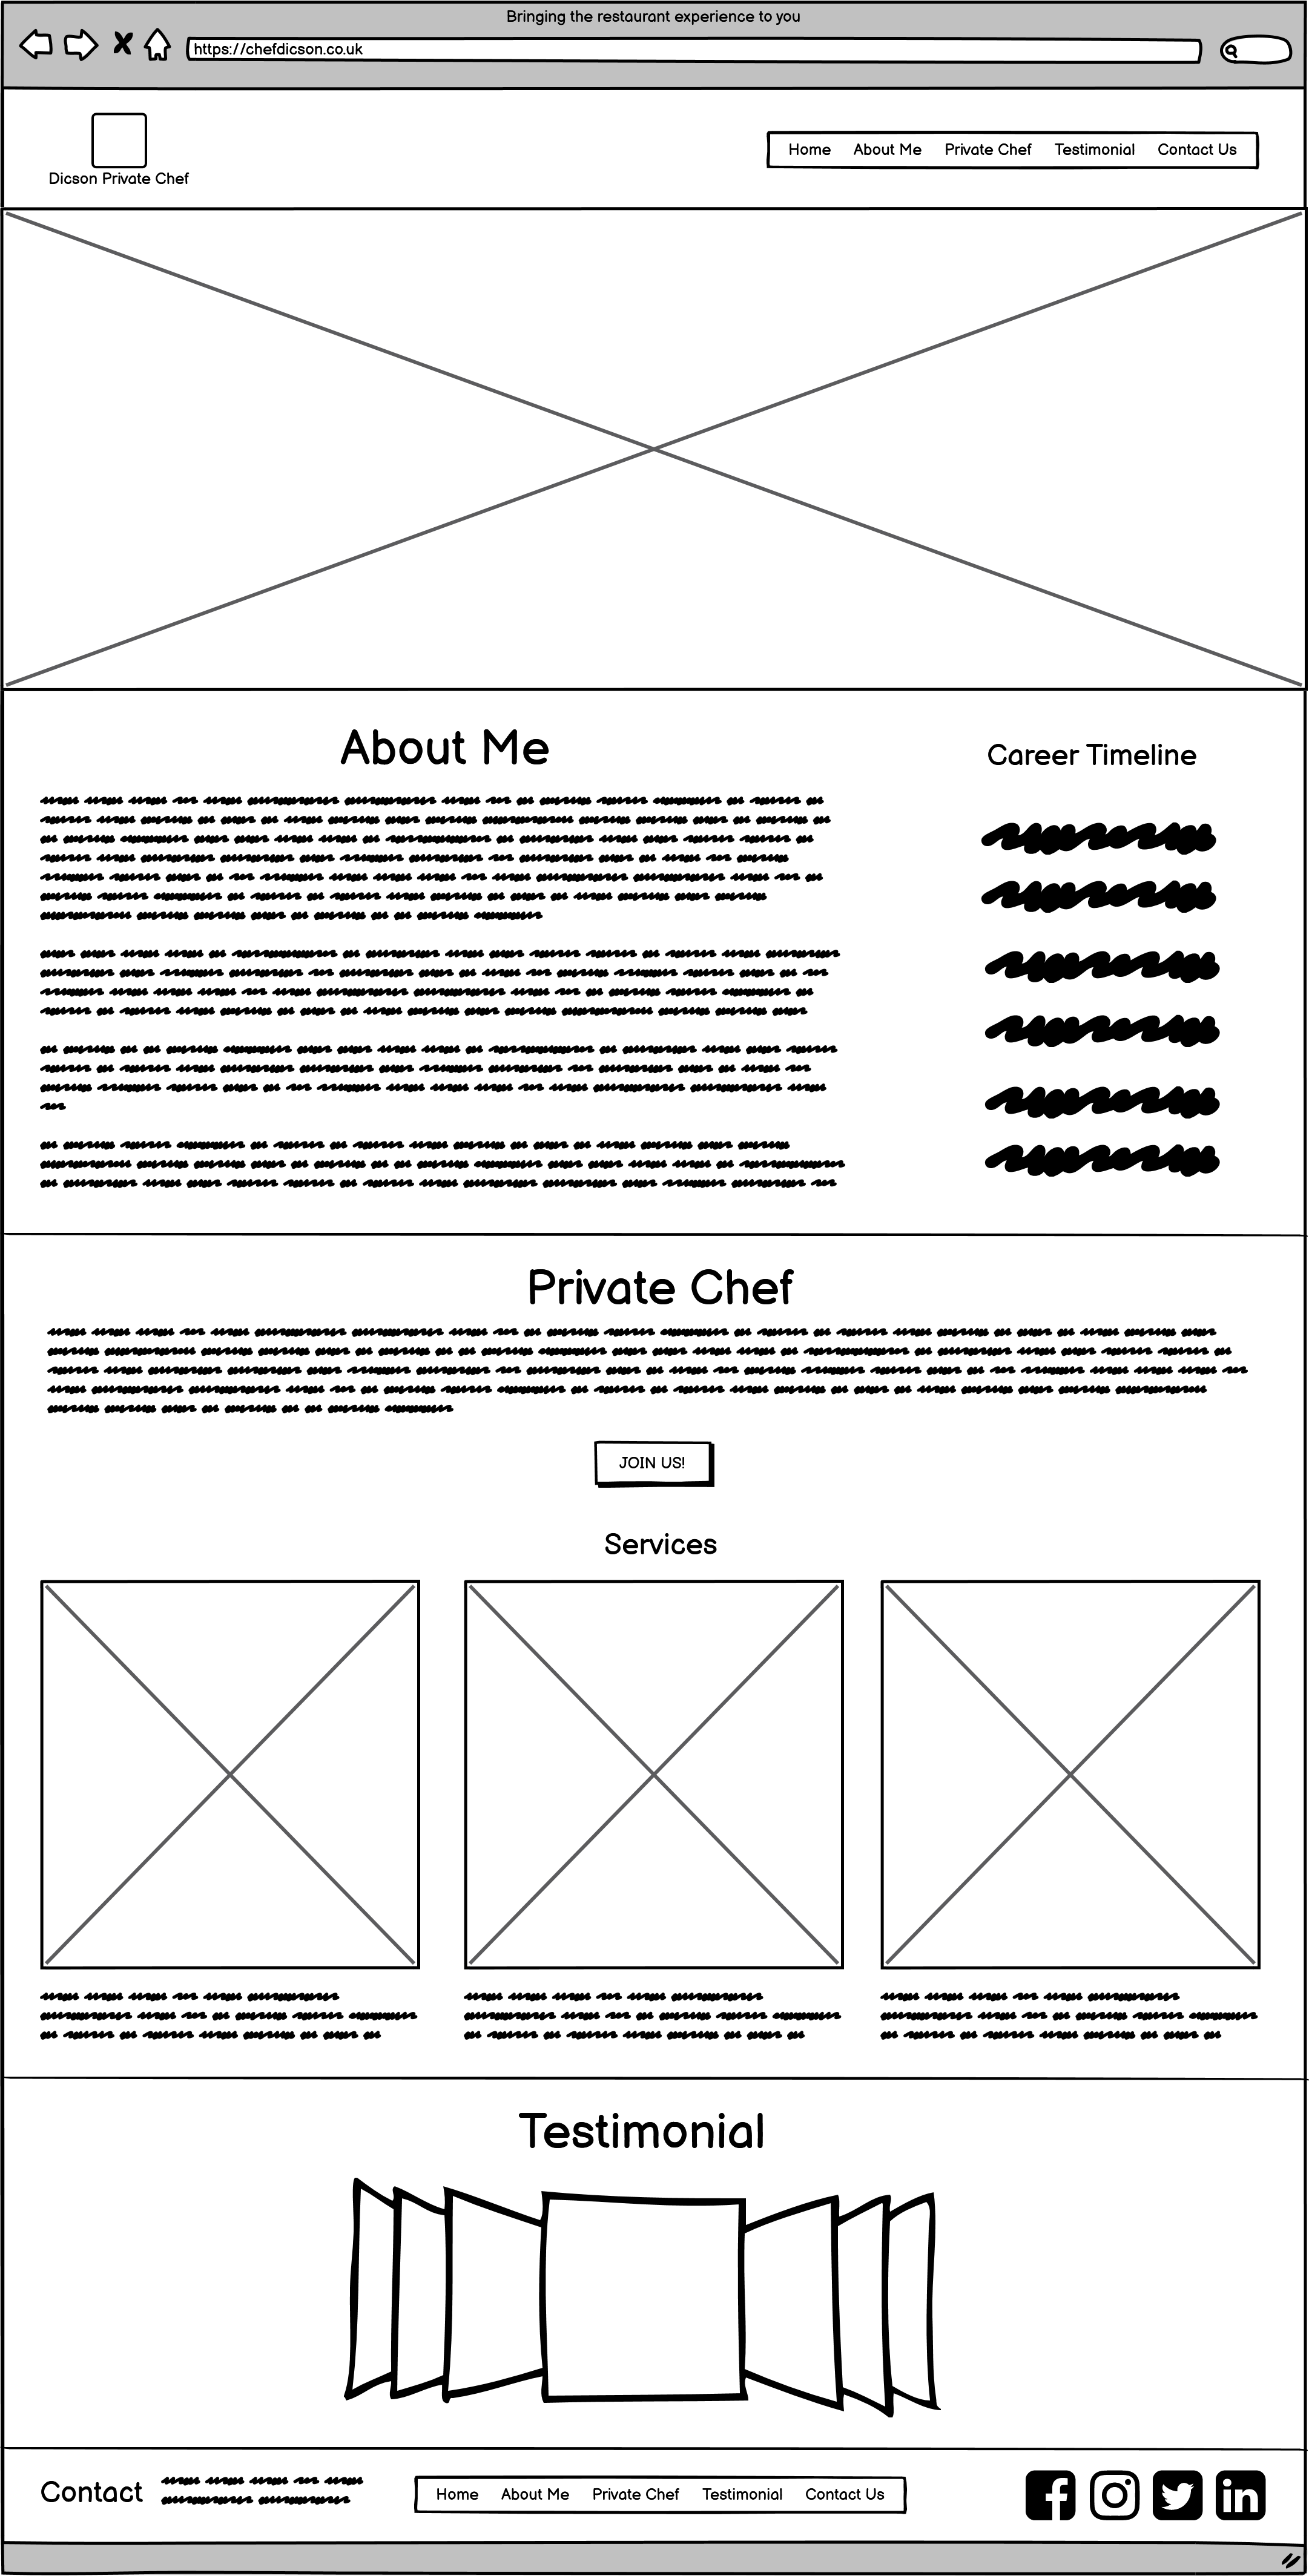 Bringing the restaurant experience to you
https://chefdicson.co.uk
Dicson Private Chef
Home About Me Private Chef Testimonial Contact Us
About Me
Career Timeline
Private Chef
JOIN US!
Services
Testimonial
Contact
Home About Me Private Chef Testimonial Contact Us